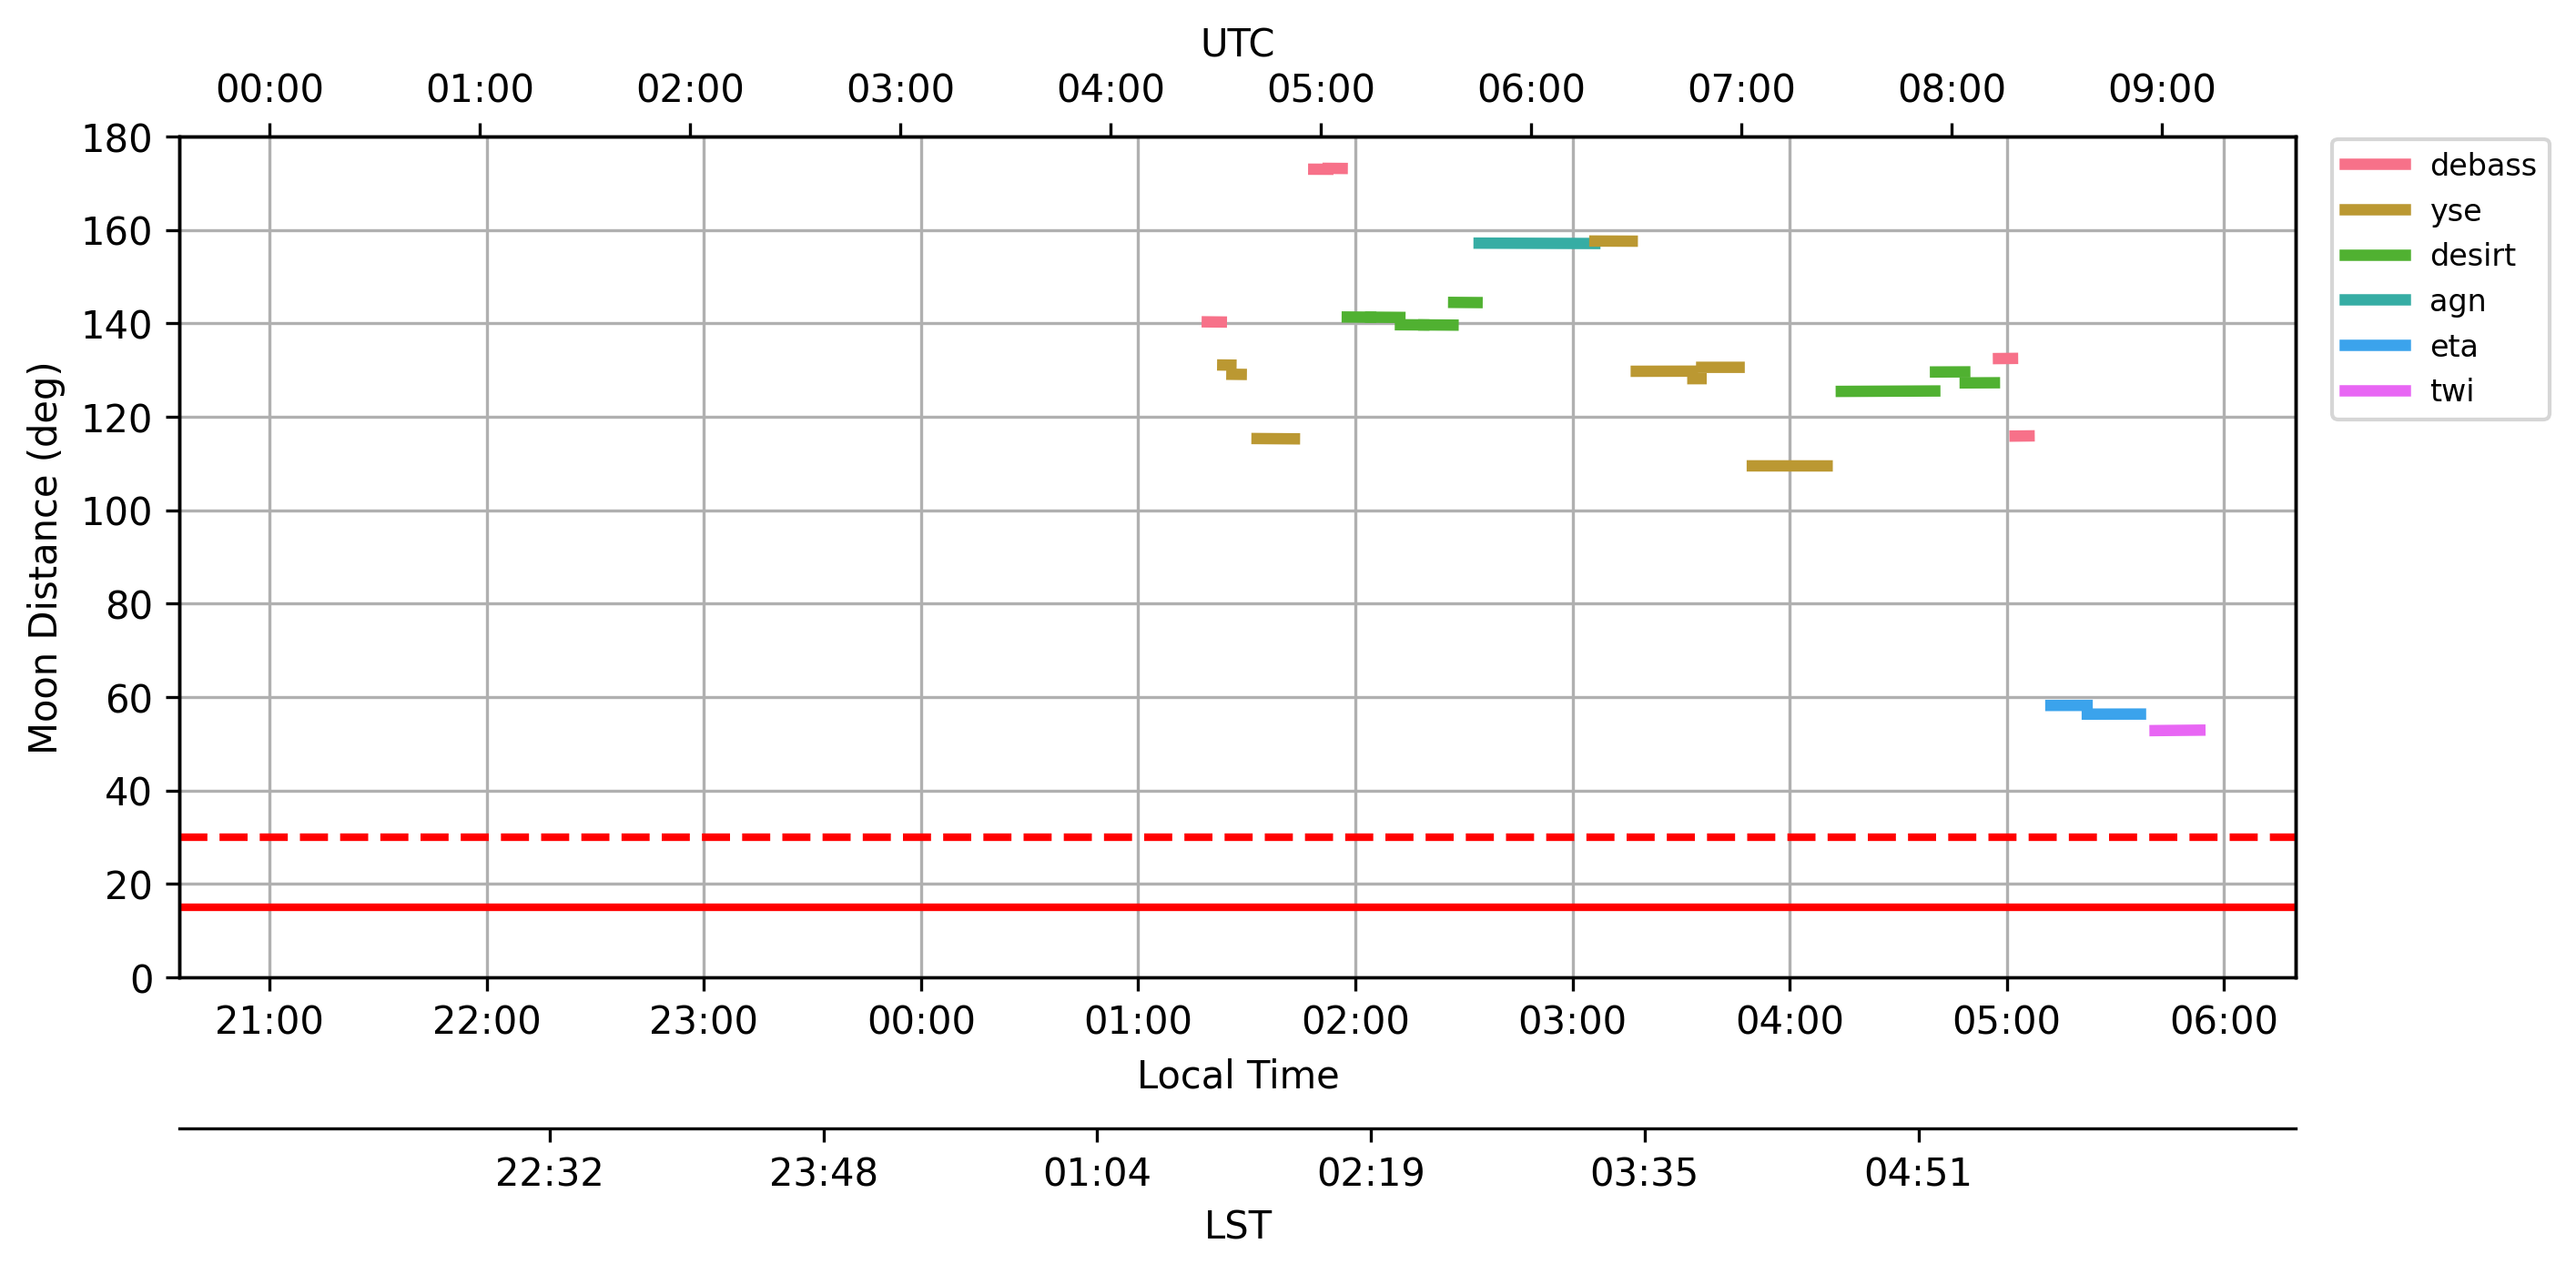 UTC
00:00 01:00 02:00 03:00 04:00 05:00 06:00 07:00 08:00 09:00
Moon Distance (deg)
180
160
140
120
100
80
60
40
20
0
debass
yse
desirt
agn
eta
twi
21:00 22:00 23:00 00:00 01:00 02:00 03:00 04:00 05:00 06:00
Local Time
22:32 23:48 01:04 02:19 03:35 04:51
LST